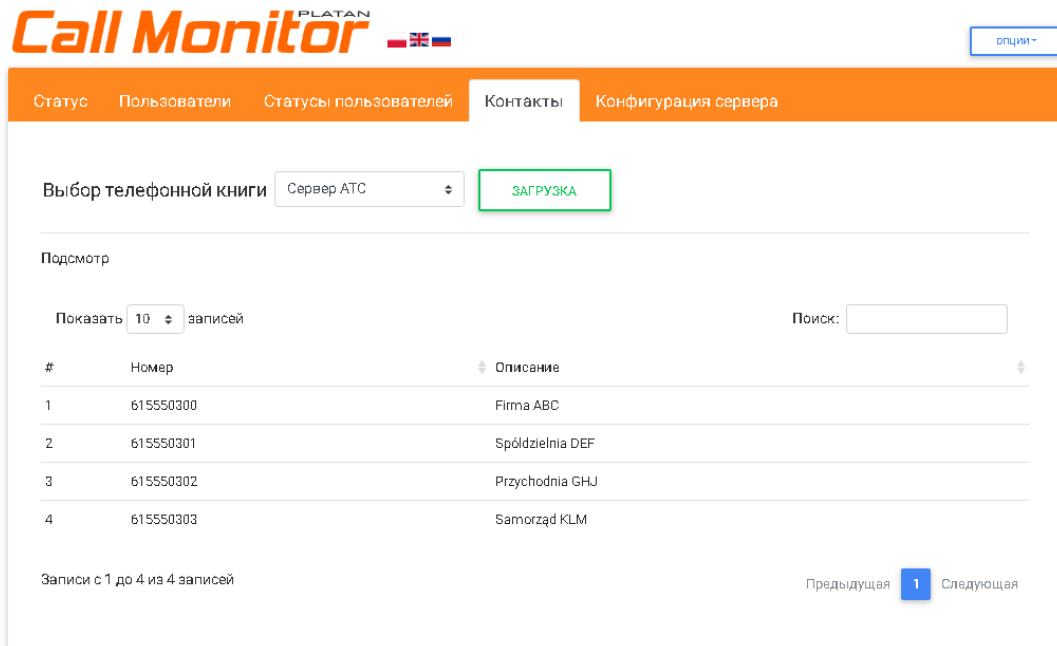 PLATAN
Call Monitor
опции
Статус Пользователи Статусы пользователей Контакты Конфигурация сервера
Выбор телефонной книги Сервер АТС ЗАГРУЗКА
Подсмотр
Показать 10 записей Поиск:
# Номер Описание
1 615550300 Firma ABC
2 615550301 Spóldzielnia DEF
3 615550302 Przychodnia GHJ
4 615550303 Samorząd KLM
Записи с 1 до 4 из 4 записей
Предыдущая 1 Следующая